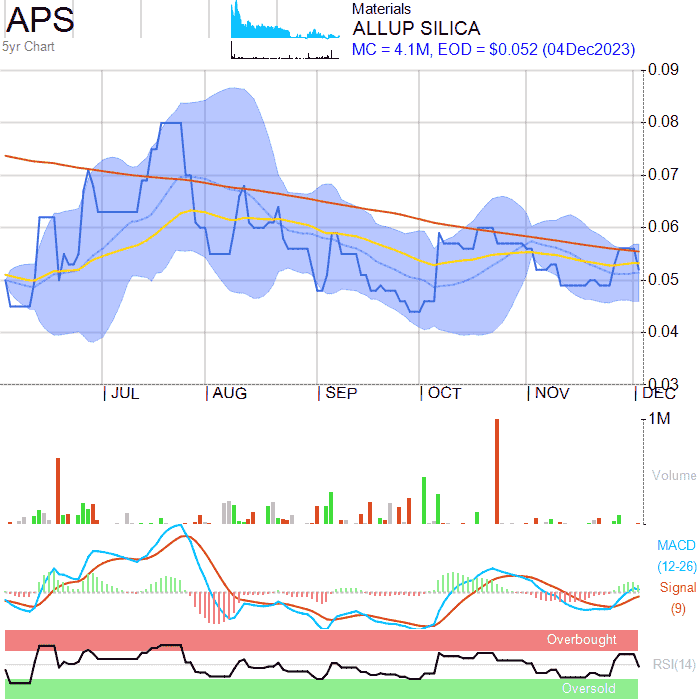 APS
5yr Chart
Materials
ALLUP SILICA
MC = 4.1M, EOD = $0.052 (04Dec2023)
0.09
0.08
0.07
0.06
0.05
0.04
0.03
JUL AUG SEP OCT NOV DEC
1M
Volume
MACD
(12-26)
Signal
(9)
Overbought
RSI(14)
Oversold